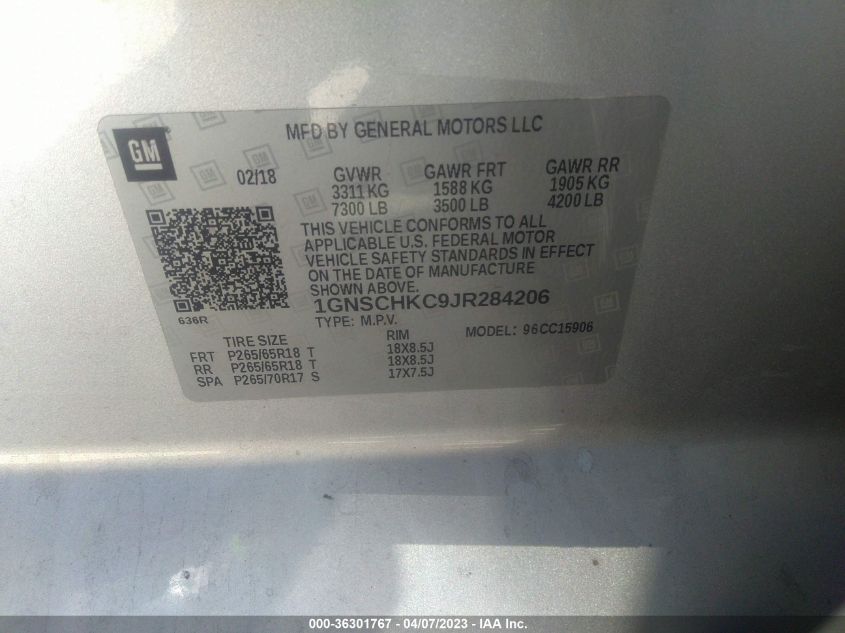 MFD BY GENERAL MOTORS LLC
GM
02/18 GVWR GAWR FRT GAWR RR
3311 KG 1588 KG 1905 KG
7300 LB 3500 LB 4200 LB
THIS VEHICLE CONFORMS TO ALL
APPLICABLE U.S. FEDERAL MOTOR
VEHICLE SAFETY STANDARDS IN EFFECT
ON THE DATE OF MANUFACTURE
SHOWN ABOVE.
1GNSCHKC9JR284206
636R
TYPE: M.P.V. MODEL: 96CC15906
TIRE SIZE RIM
FRT P265/65R18 T 18X8.5J
RR P265/65R18 T 18X8.5J
SPA P265/70R17 S 17X7.5J
000-36301767 - 04/07/2023 - IAA Inc.